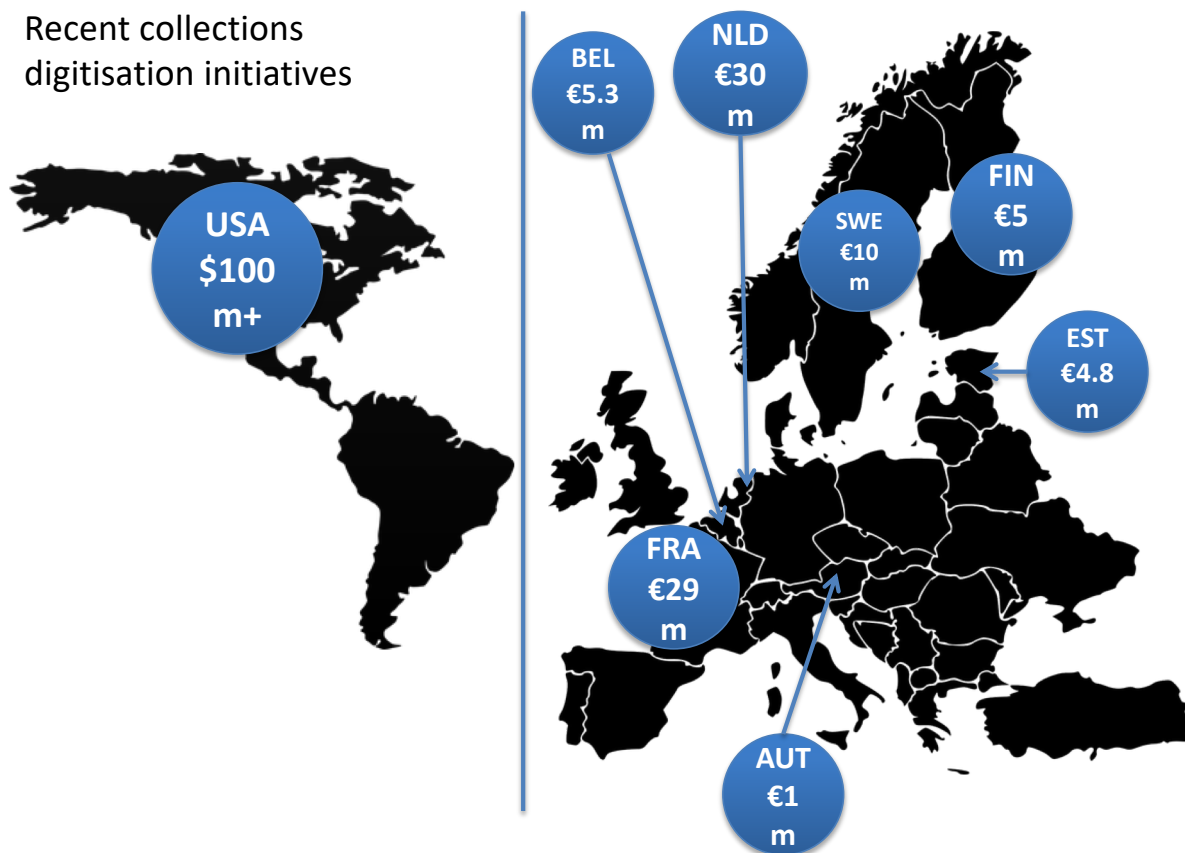 Recent collections
digitisation initiatives
USA
$100
m+
BEL
€5.3
m
NLD
€30
m
SWE
€10
m
FIN
€5
m
EST
€4.8
m
FRA
€29
m
AUT
€1
m